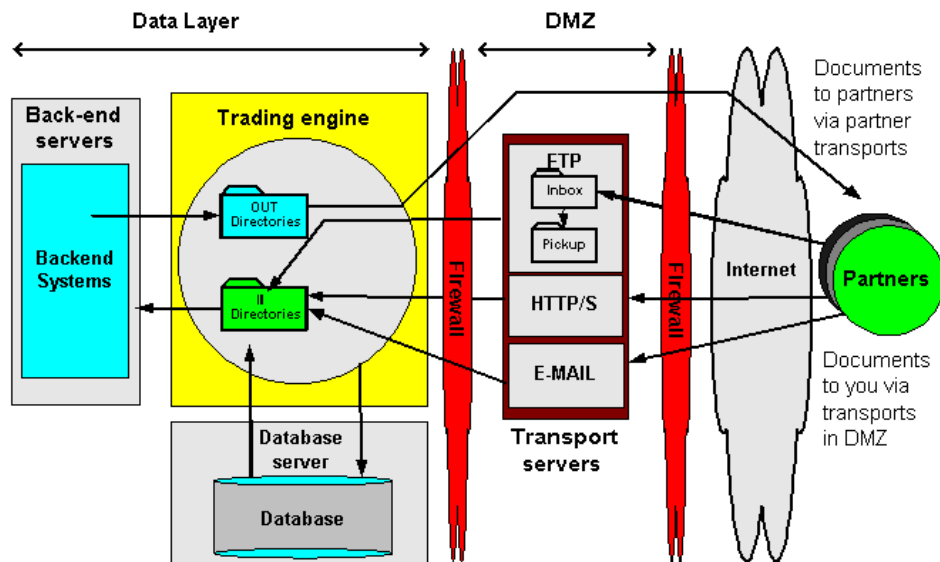 Data Layer
DMZ
Back-end
servers
Backend
Systems
Trading engine
OUT
Directories
Directories
Database
server
Database
FIrewall
FTP
Inbox
Pickup
HTTP/S
E-MAIL
Transport
servers
FIrewall
Internet
Documents
to partners
via partner
transports
Partners
Documents
to you via
transports
in DMZ